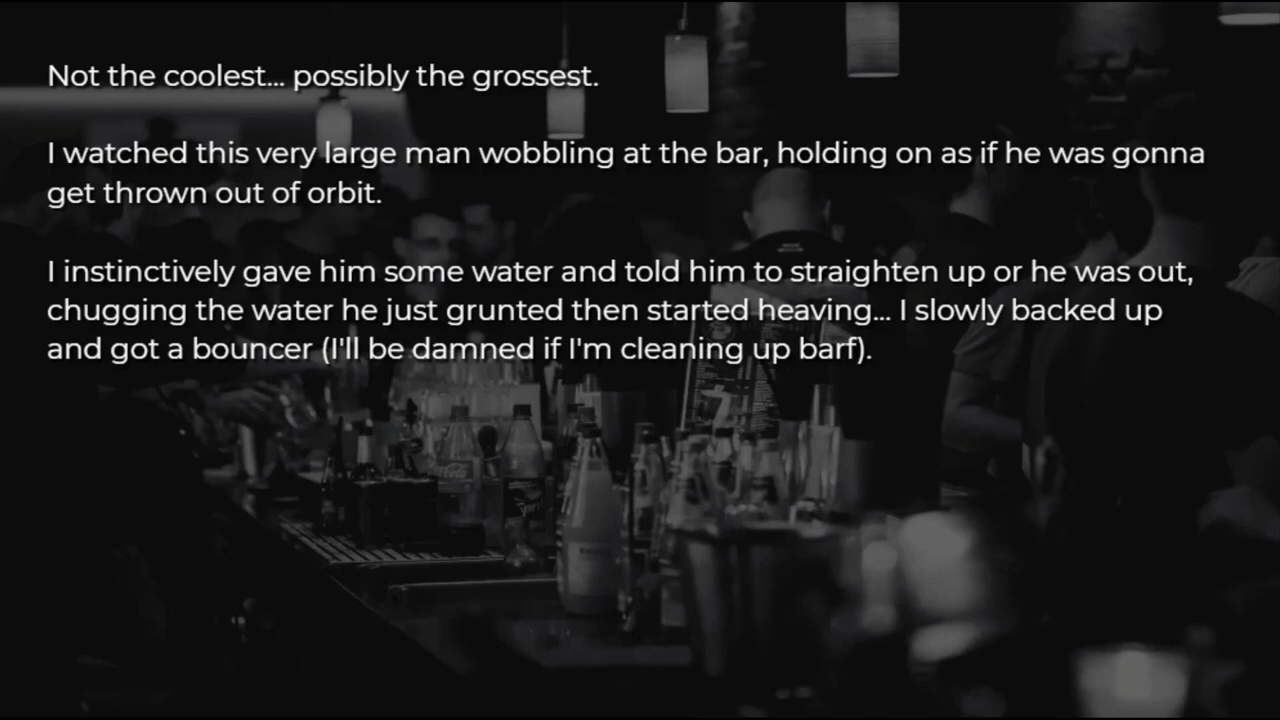 Not the coolest... possibly the grossest.
I watched this very large man wobbling at the bar, holding on as if he was gonna
get thrown out of orbit.
I instinctively gave him some water and told him to straighten up or he was out,
chugging the water he just grunted then started heaving... I slowly backed up
and got a bouncer (I'll be damned if I'm cleaning up barf).